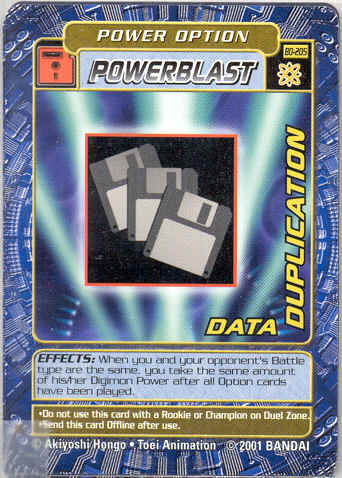 POWER OPTION
POWERBLAST
BO-205
DATA
DUPLICATION
EFFECTS: When you and your opponent's Battle
type are the same, you take the same amount
of his/her Digimon Power after all Option cards
have been played.
•Do not use this card with a Rookie or Champion on Duel Zone.
•Send this card Offline after use.
© Akiyoshi Hongo • Toei Animation © 2001 BANDAI